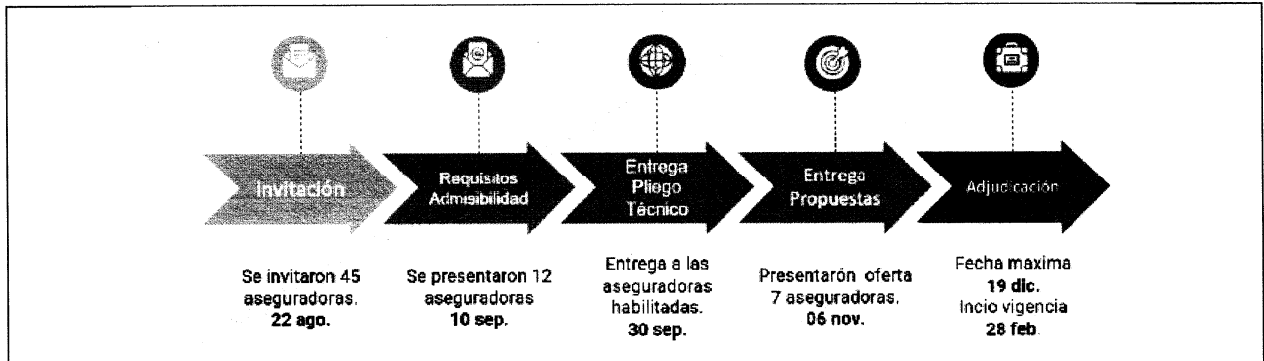 Invitación
Requisitos
Admisibilidad
Entrega
Pliego
Técnico
Entrega
Propuestas
Adjudicación
Se invitaron 45
aseguradoras.
22 ago.
Se presentaron 12
aseguradoras
10 sep.
Entrega a las
aseguradoras
habilitadas.
30 sep.
Presentarón oferta
7 aseguradoras.
06 nov.
Fecha maxima
19 dic.
Incio vigencia
28 feb.